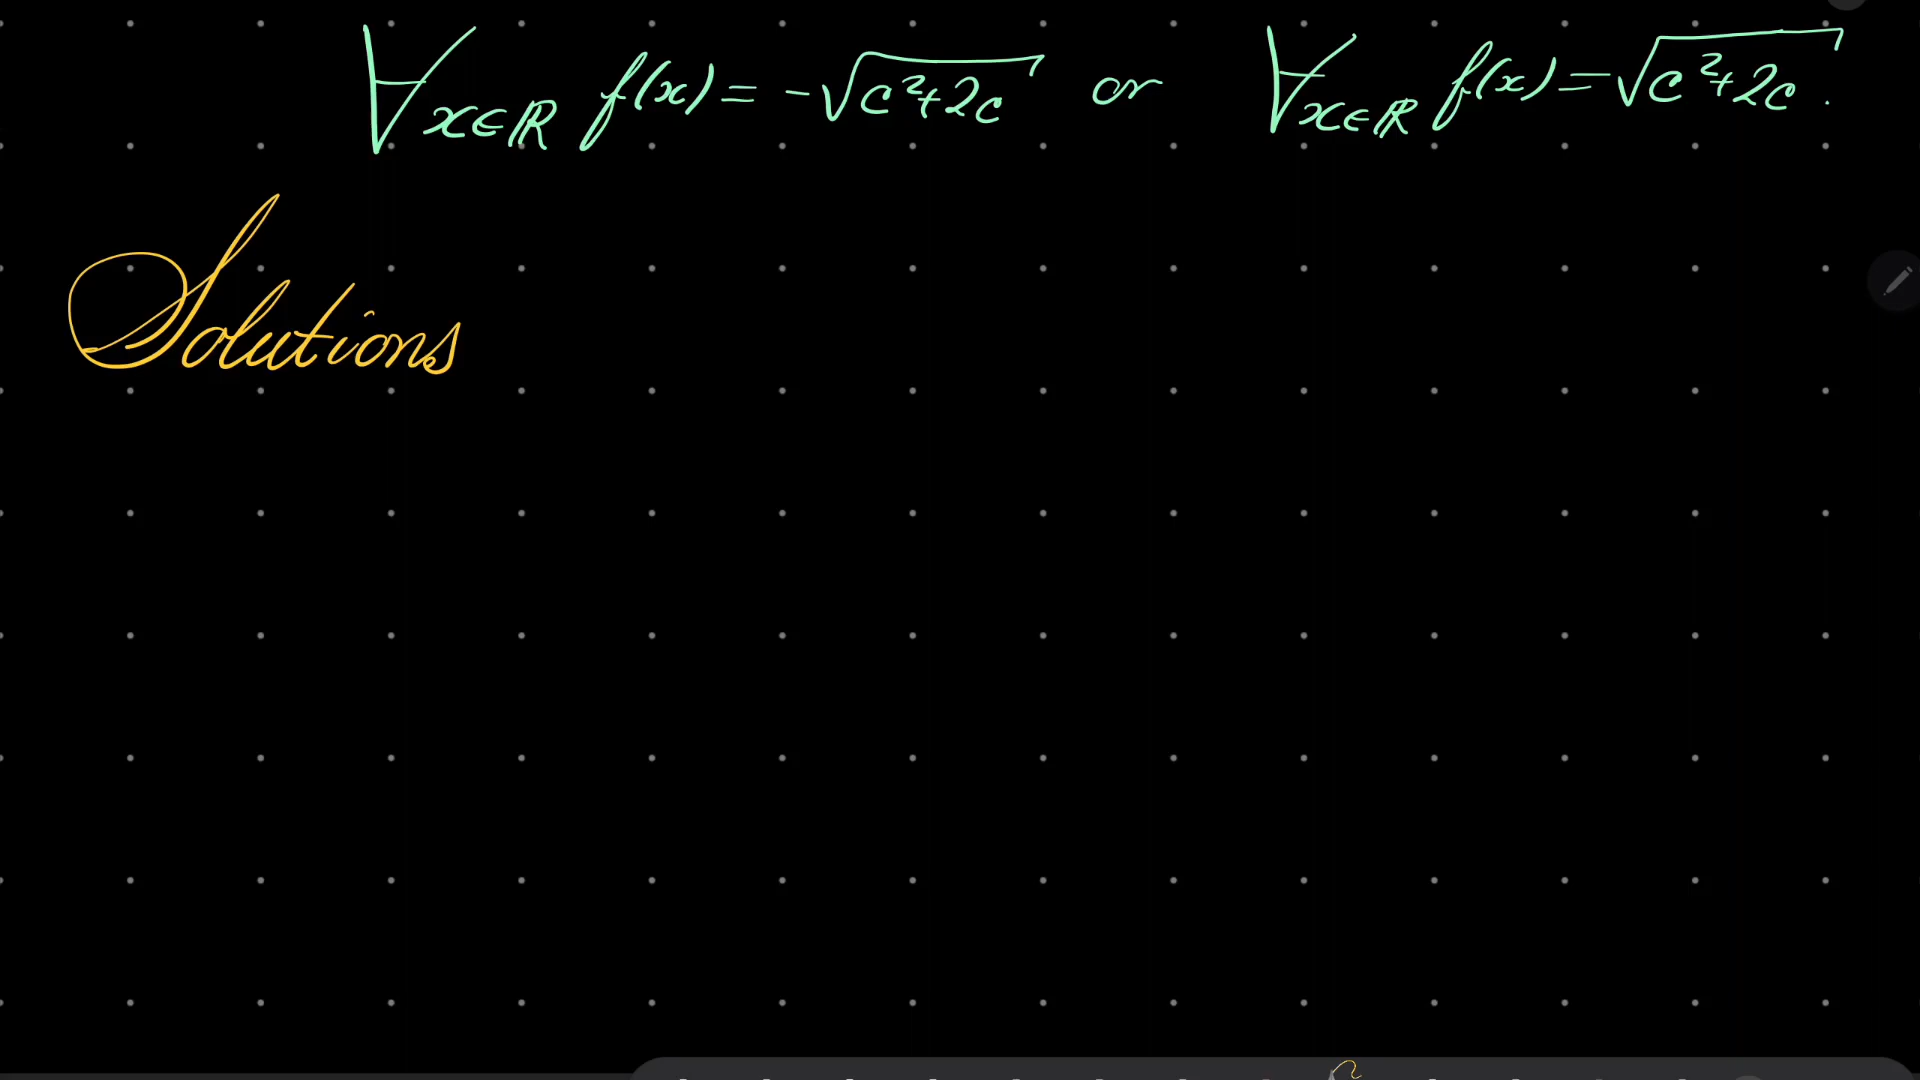 ∀x∈ℝ f(x) = -√(c²+2c) or ∀x∈ℝ f(x) = √(c²+2c).
Solutions